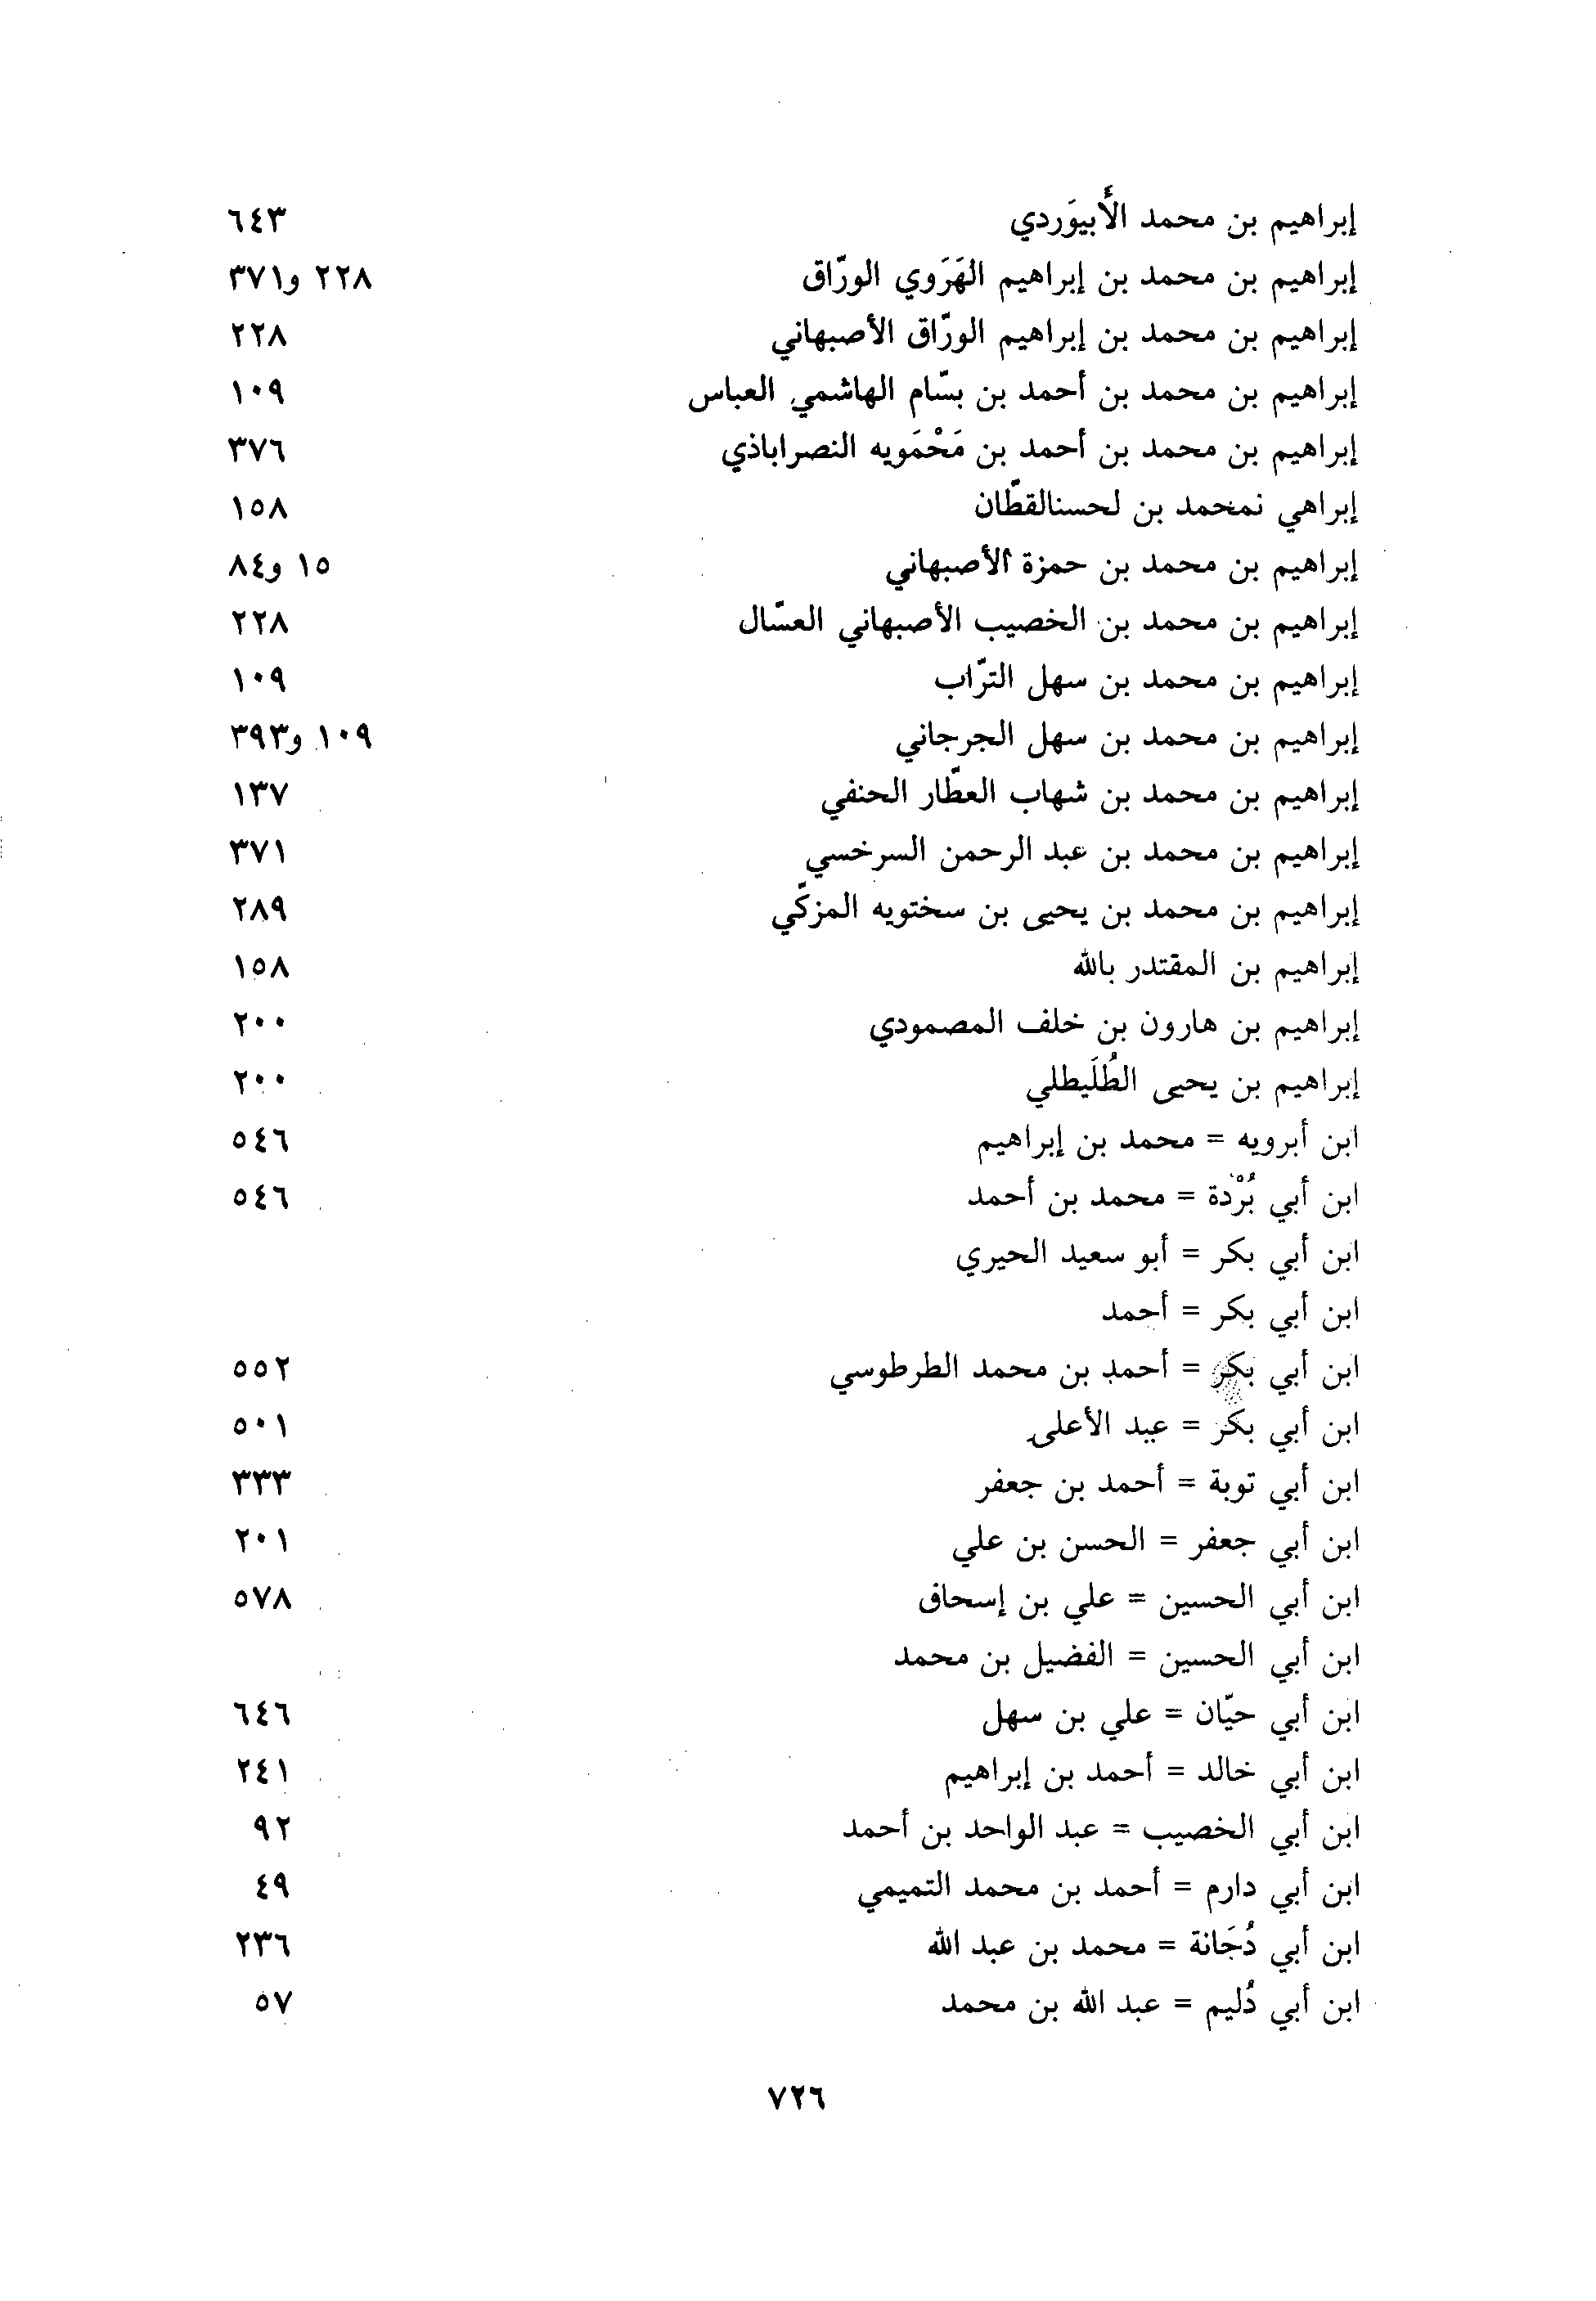 إبراهيم بن محمد الأَبيوَردي ٦٤٣
إبراهيم بن محمد بن إبراهيم الهَرَوي الورّاق ٢٢٨ و٣٧١
إبراهيم بن محمد بن إبراهيم الورّاق الأصبهاني ٢٢٨
إبراهيم بن محمد بن أحمد بن بسّام الهاشمي العباس ١٠٩
إبراهيم بن محمد بن أحمد بن مَحْمَويه النصراباذي ٣٧٦
إبراهي نمحمد بن لحسنالقطّان ١٥٨
إبراهيم بن محمد بن حمزة الأصبهاني ١٥ و٨٤
إبراهيم بن محمد بن الخصيب الأصبهاني العسّال ٢٢٨
إبراهيم بن محمد بن سهل الترّاب ١٠٩
إبراهيم بن محمد بن سهل الجرجاني ١٠٩ و٣٩٣
إبراهيم بن محمد بن شهاب العطّار الحنفي ١٣٧
إبراهيم بن محمد بن عبد الرحمن السرخسي ٣٧١
إبراهيم بن محمد بن يحيى بن سختويه المزكّي ٢٨٩
إبراهيم بن المقتدر بالله ١٥٨
إبراهيم بن هارون بن خلف المصمودي ٢٠٠
إبراهيم بن يحيى الطُلَيطلي ٢٠٠
ابن أبرويه = محمد بن إبراهيم ٥٤٦
ابن أبي بُرْدة = محمد بن أحمد ٥٤٦
ابن أبي بكر = أبو سعيد الحيري
ابن أبي بكر = أحمد
ابن أبي بكر = أحمد بن محمد الطرطوسي ٥٥٢
ابن أبي بكر = عبد الأعلى ٥٠١
ابن أبي توبة = أحمد بن جعفر ٣٣٣
ابن أبي جعفر = الحسن بن علي ٢٠١
ابن أبي الحسين = علي بن إسحاق ٥٧٨
ابن أبي الحسين = الفضيل بن محمد
ابن أبي حيّان = علي بن سهل ٦٤٦
ابن أبي خالد = أحمد بن إبراهيم ٢٤١
ابن أبي الخصيب = عبد الواحد بن أحمد ٩٢
ابن أبي دارم = أحمد بن محمد التميمي ٤٩
ابن أبي دُجَانة = محمد بن عبد الله ٢٣٦
ابن أبي دُليم = عبد الله بن محمد ٥٧
٧٢٦